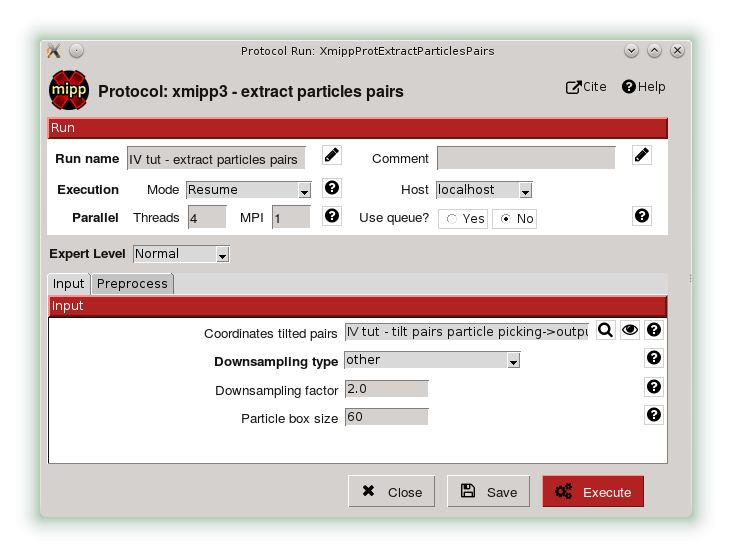 Protocol Run: XmippProtExtractParticlesPairs
mipp Protocol: xmipp3 - extract particles pairs Cite Help
Run
Run name IV tut - extract particles pairs Comment
Execution Mode Resume Host localhost
Parallel Threads 4 MPI 1 Use queue? Yes No
Expert Level Normal
Input Preprocess
Input
Coordinates tilted pairs IV tut - tilt pairs particle picking->outpu
Downsampling type other
Downsampling factor 2.0
Particle box size 60
Close Save Execute